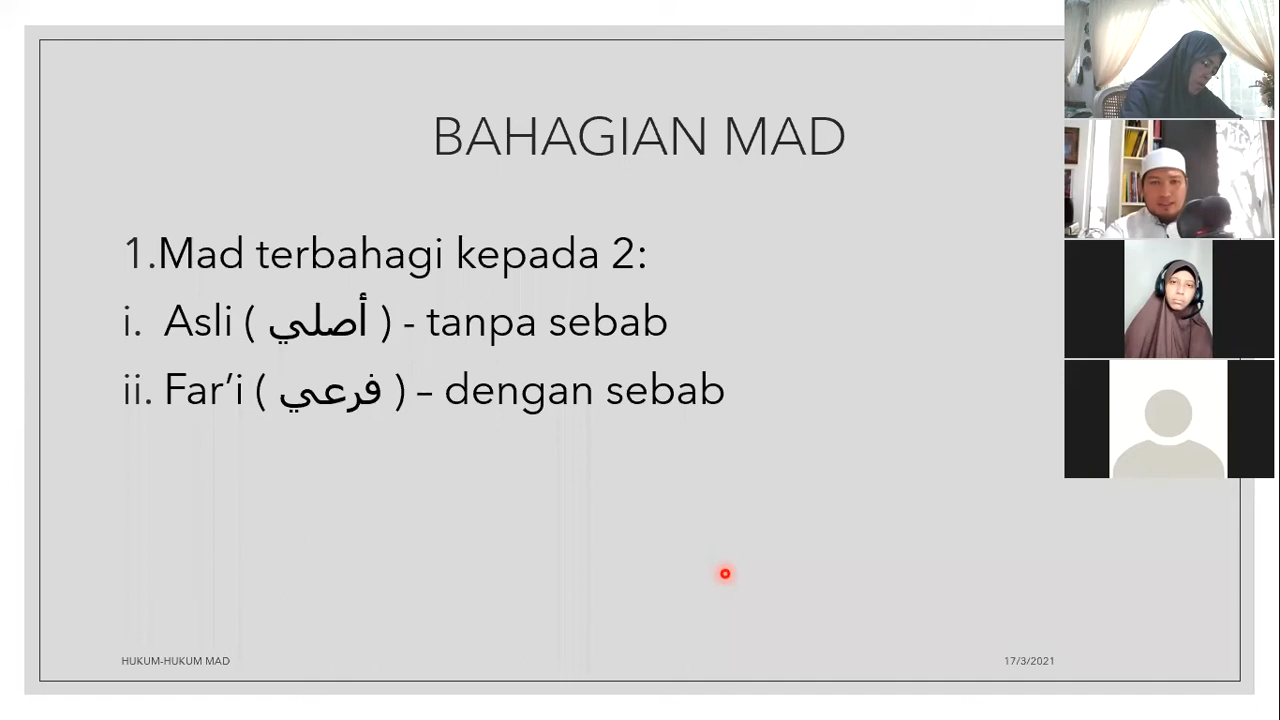 BAHAGIAN MAD
1.Mad terbahagi kepada 2:
i. Asli ( أصلي ) - tanpa sebab
ii. Far’i ( فرعي ) – dengan sebab
HUKUM-HUKUM MAD
17/3/2021